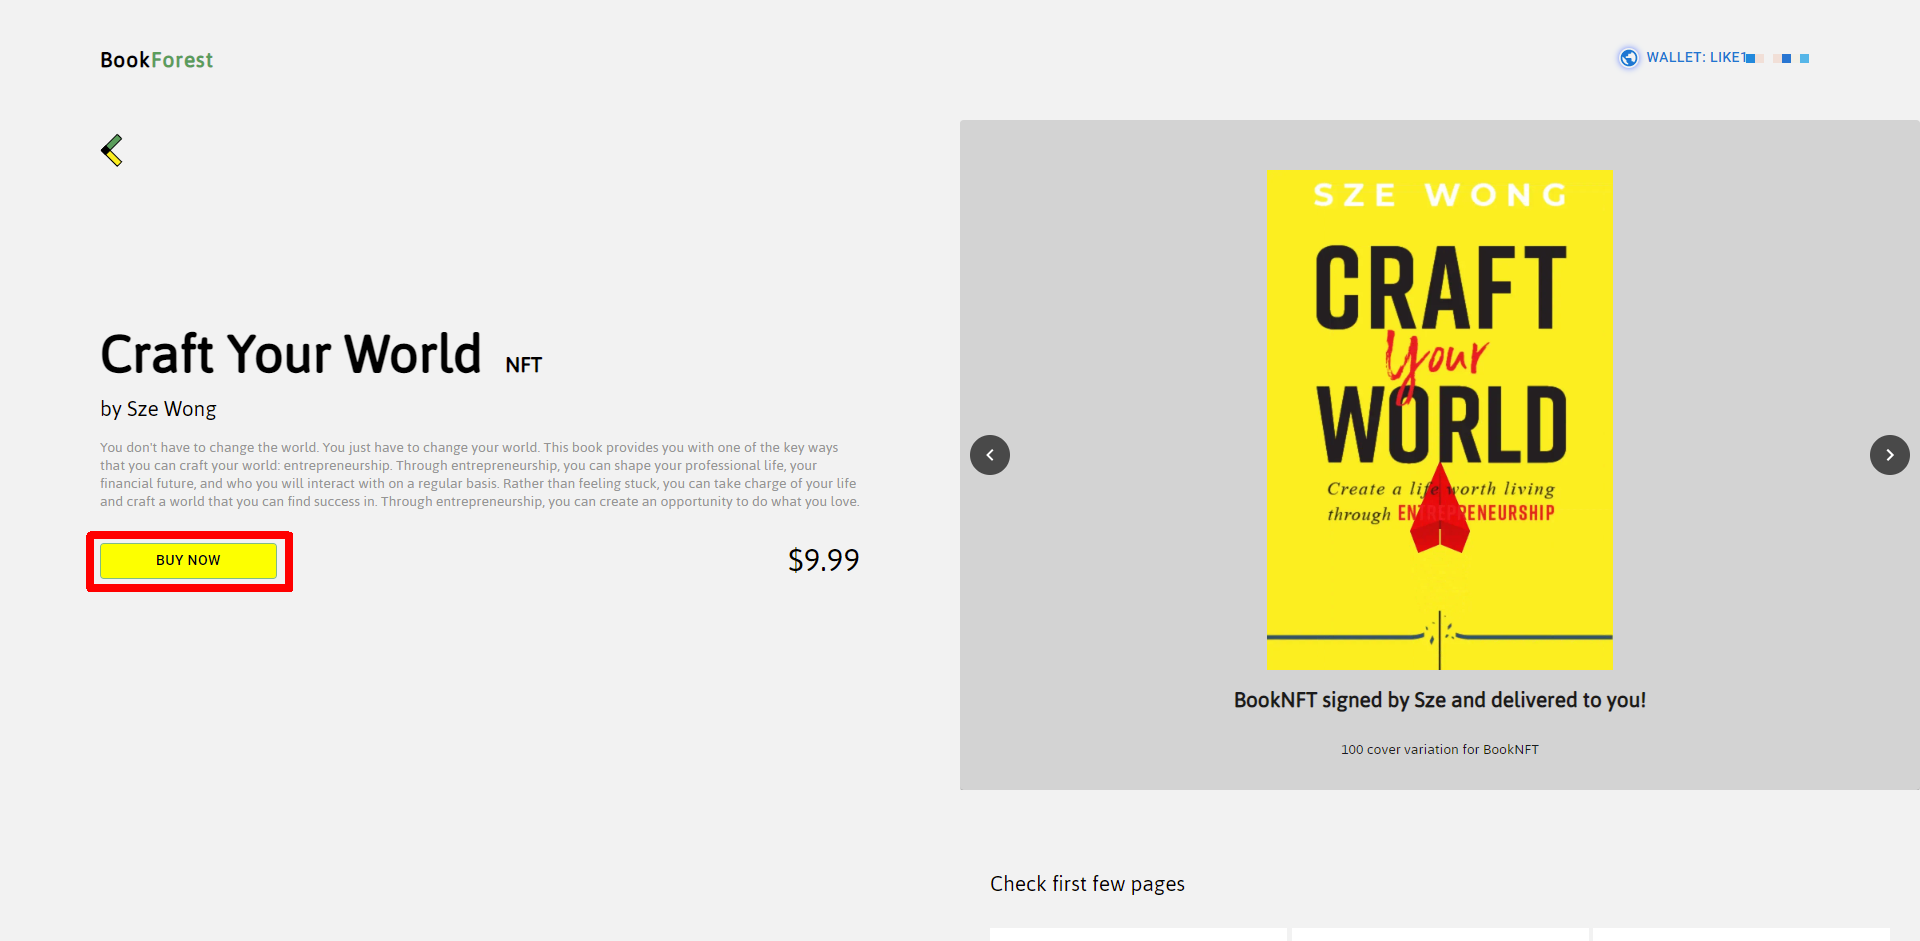 BookForest
WALLET: LIKE1
Craft Your World NFT
by Sze Wong
You don't have to change the world. You just have to change your world. This book provides you with one of the key ways
that you can craft your world: entrepreneurship. Through entrepreneurship, you can shape your professional life, your
financial future, and who you will interact with on a regular basis. Rather than feeling stuck, you can take charge of your life
and craft a world that you can find success in. Through entrepreneurship, you can create an opportunity to do what you love.
BUY NOW
$9.99
SZE WONG
CRAFT
Your
WORLD
Create a life worth living
through ENTREPRENEURSHIP
BookNFT signed by Sze and delivered to you!
100 cover variation for BookNFT
Check first few pages